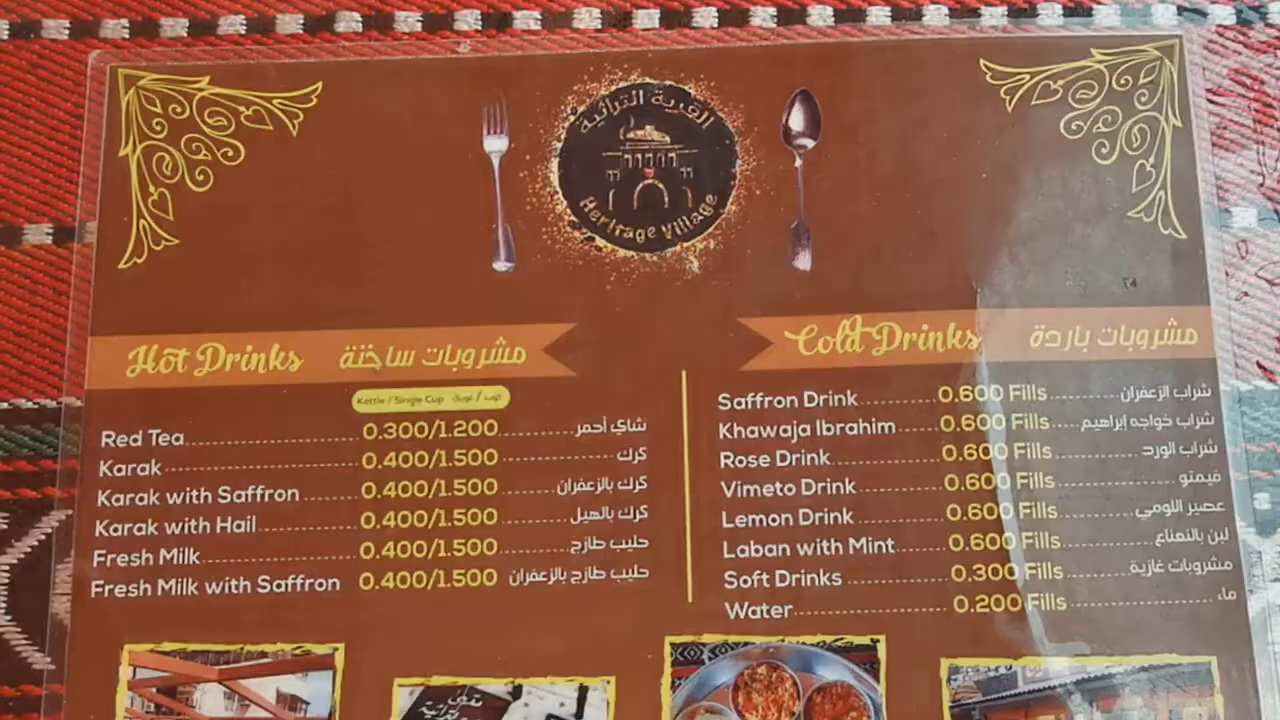 القرية التراثية
Heritage Village
Hot Drinks مشروبات ساخنة
Kettle / Single Cup
Red Tea 0.300/1.200 شاي أحمر
Karak 0.400/1.500 كرك
Karak with Saffron 0.400/1.500 كرك بالزعفران
Karak with Hail 0.400/1.500 كرك بالهيل
Fresh Milk 0.400/1.500 حليب طازج
Fresh Milk with Saffron 0.400/1.500 حليب طازج بالزعفران
Cold Drinks مشروبات باردة
Saffron Drink 0.600 Fills شراب الزعفران
Khawaja Ibrahim 0.600 Fills شراب خواجه إبراهيم
Rose Drink 0.600 Fills شراب الورد
Vimeto Drink 0.600 Fills فيمتو
Lemon Drink 0.600 Fills عصير اللومي
Laban with Mint 0.600 Fills لبن بالنعناع
Soft Drinks 0.300 Fills مشروبات غازية
Water 0.200 Fills ماء